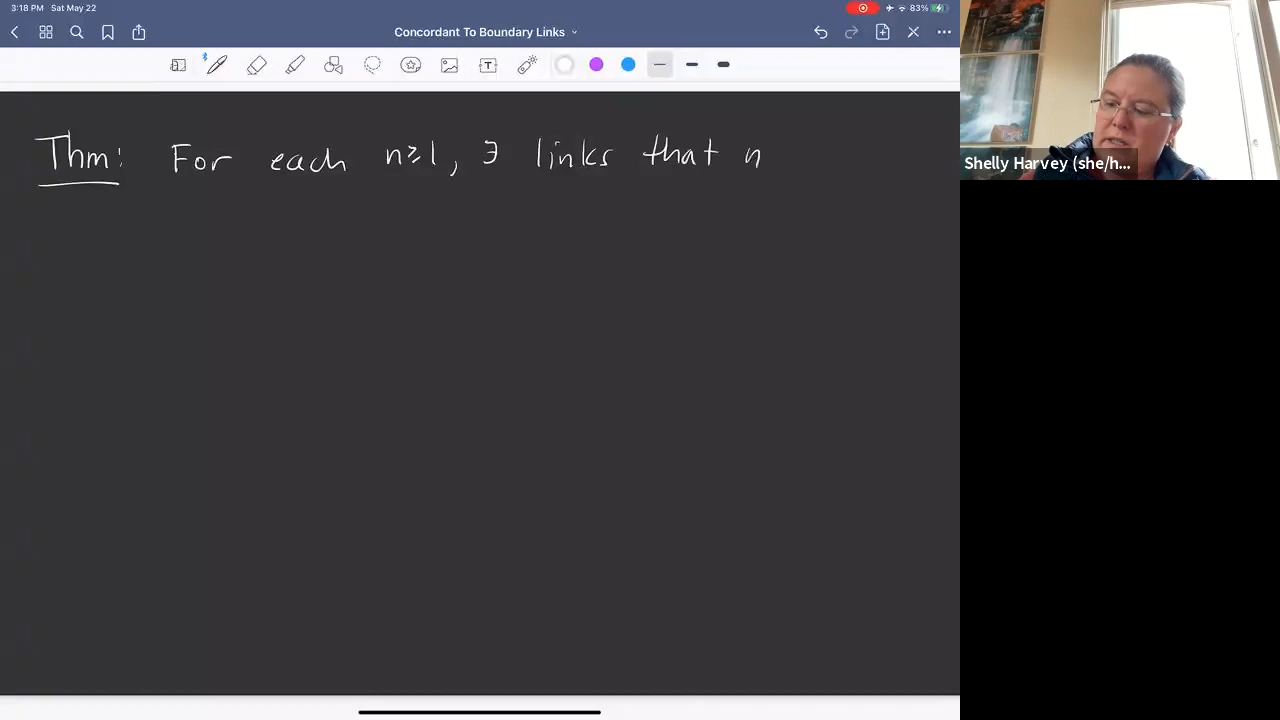 3:18 PM Sat May 22
83%
Concordant To Boundary Links
T
Thm: For each n≥1, ∃ links that n
Shelly Harvey (she/h...